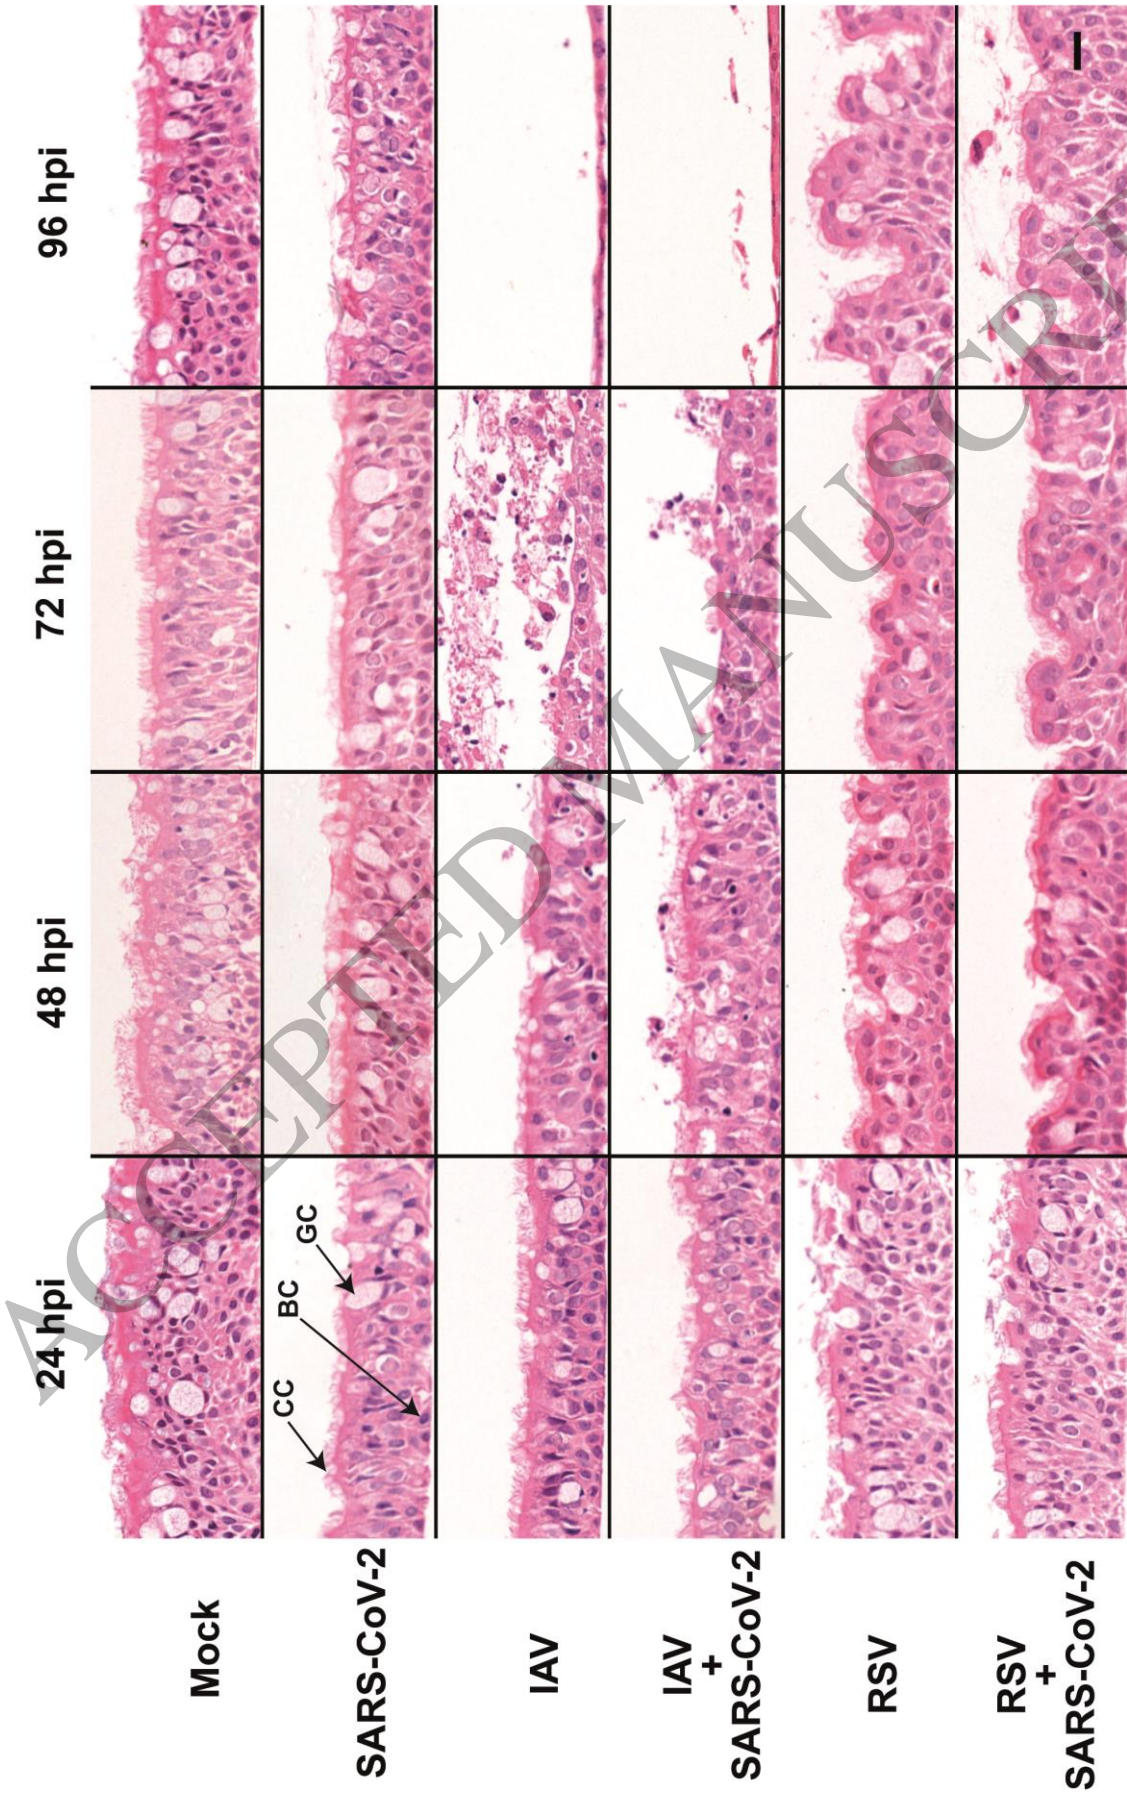 24 hpi
48 hpi
72 hpi
96 hpi
Mock
SARS-CoV-2
CC
BC
GC
IAV
IAV
+
SARS-CoV-2
RSV
RSV
+
SARS-CoV-2
ACCEPTED MANUSCRI